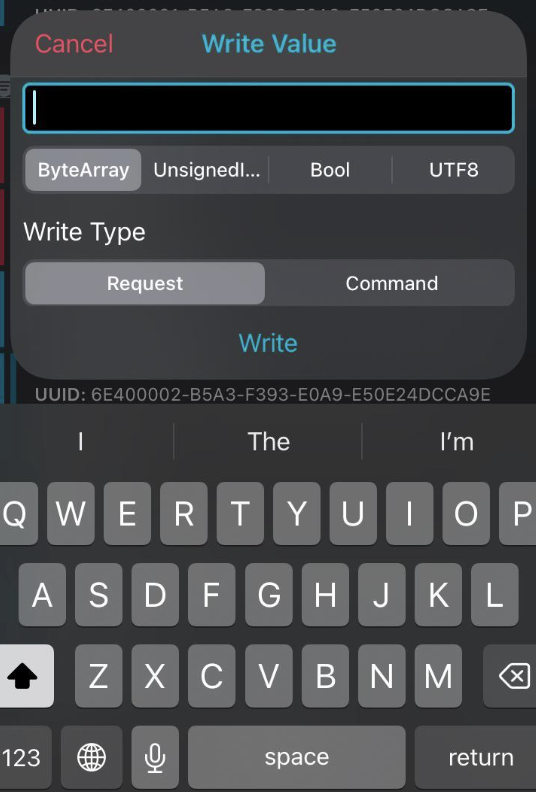 Cancel
Write Value
ByteArray
UnsignedI...
Bool
UTF8
Write Type
Request
Command
Write
UUID: 6E400002-B5A3-F393-E0A9-E50E24DCCA9E
I
The
I'm
Q W E R T Y U I O P
A S D F G H J K L
Z X C V B N M
123
space
return